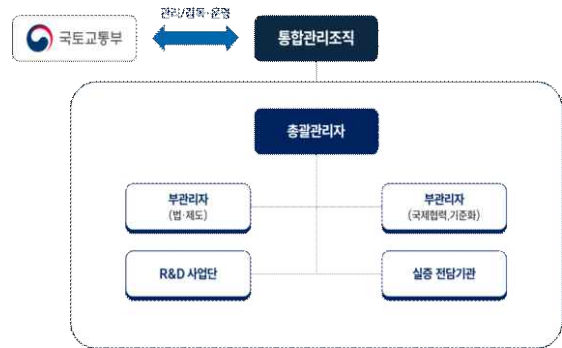 관리/감독·운영
국토교통부
통합관리조직
총괄관리자
부관리자
(법·제도)
부관리자
(국제협력,기준화)
R&D 사업단
실증 전담기관